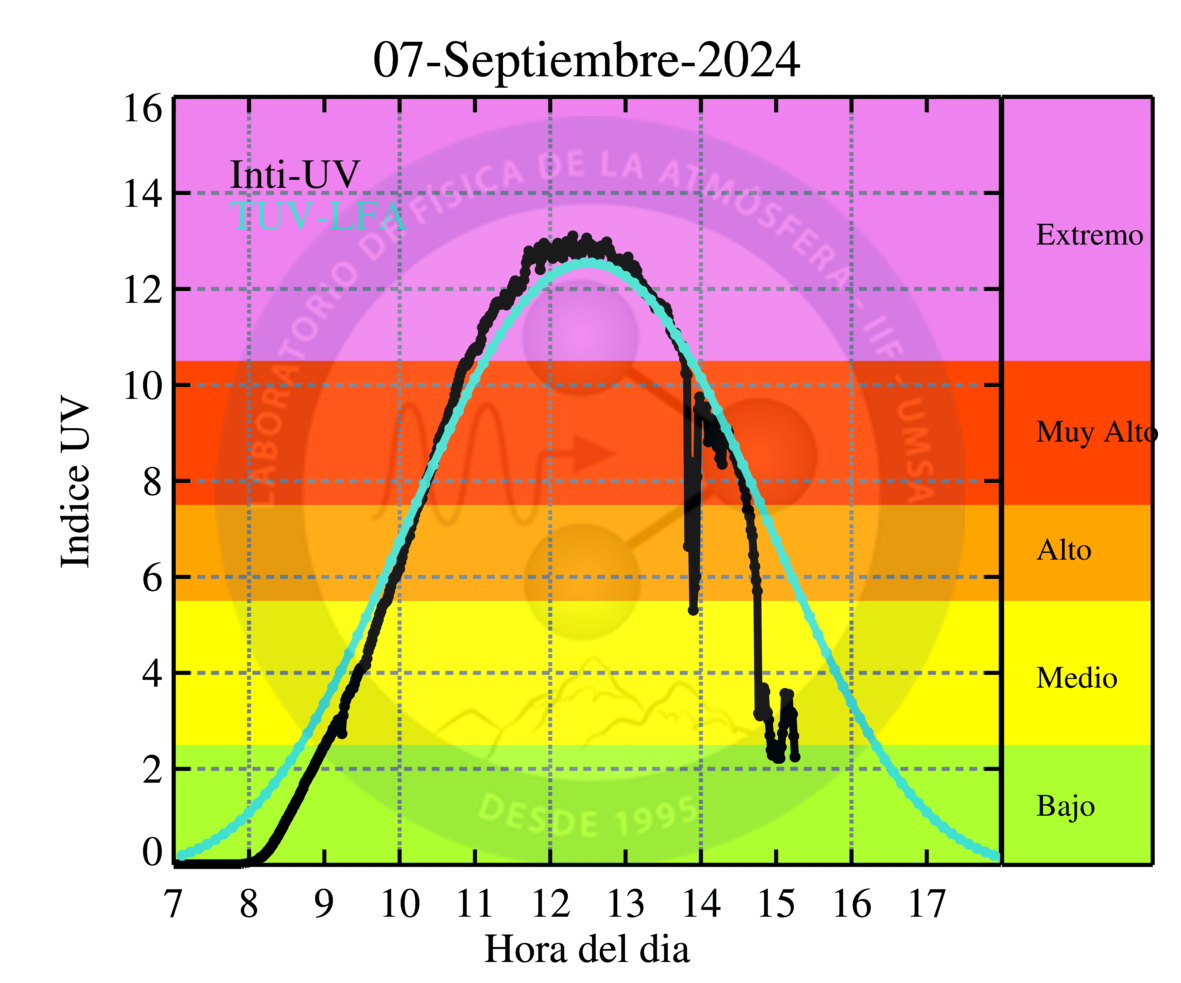 07-Septiembre-2024
Indice UV
16
14
12
10
8
6
4
2
0
Inti-UV
TUV-LFA
LABORATORIO DE FÍSICA DE LA ATMÓSFERA - IIF - UMSA
DESDE 1995
Extremo
Muy Alto
Alto
Medio
Bajo
7 8 9 10 11 12 13 14 15 16 17
Hora del dia